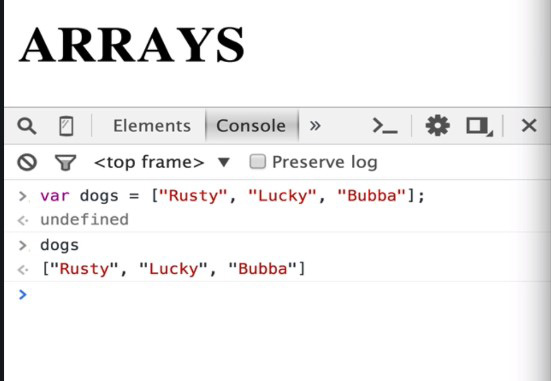 ARRAYS
Elements Console »
<top frame> ▼ Preserve log
> var dogs = ["Rusty", "Lucky", "Bubba"];
<· undefined
> dogs
<· ["Rusty", "Lucky", "Bubba"]
>